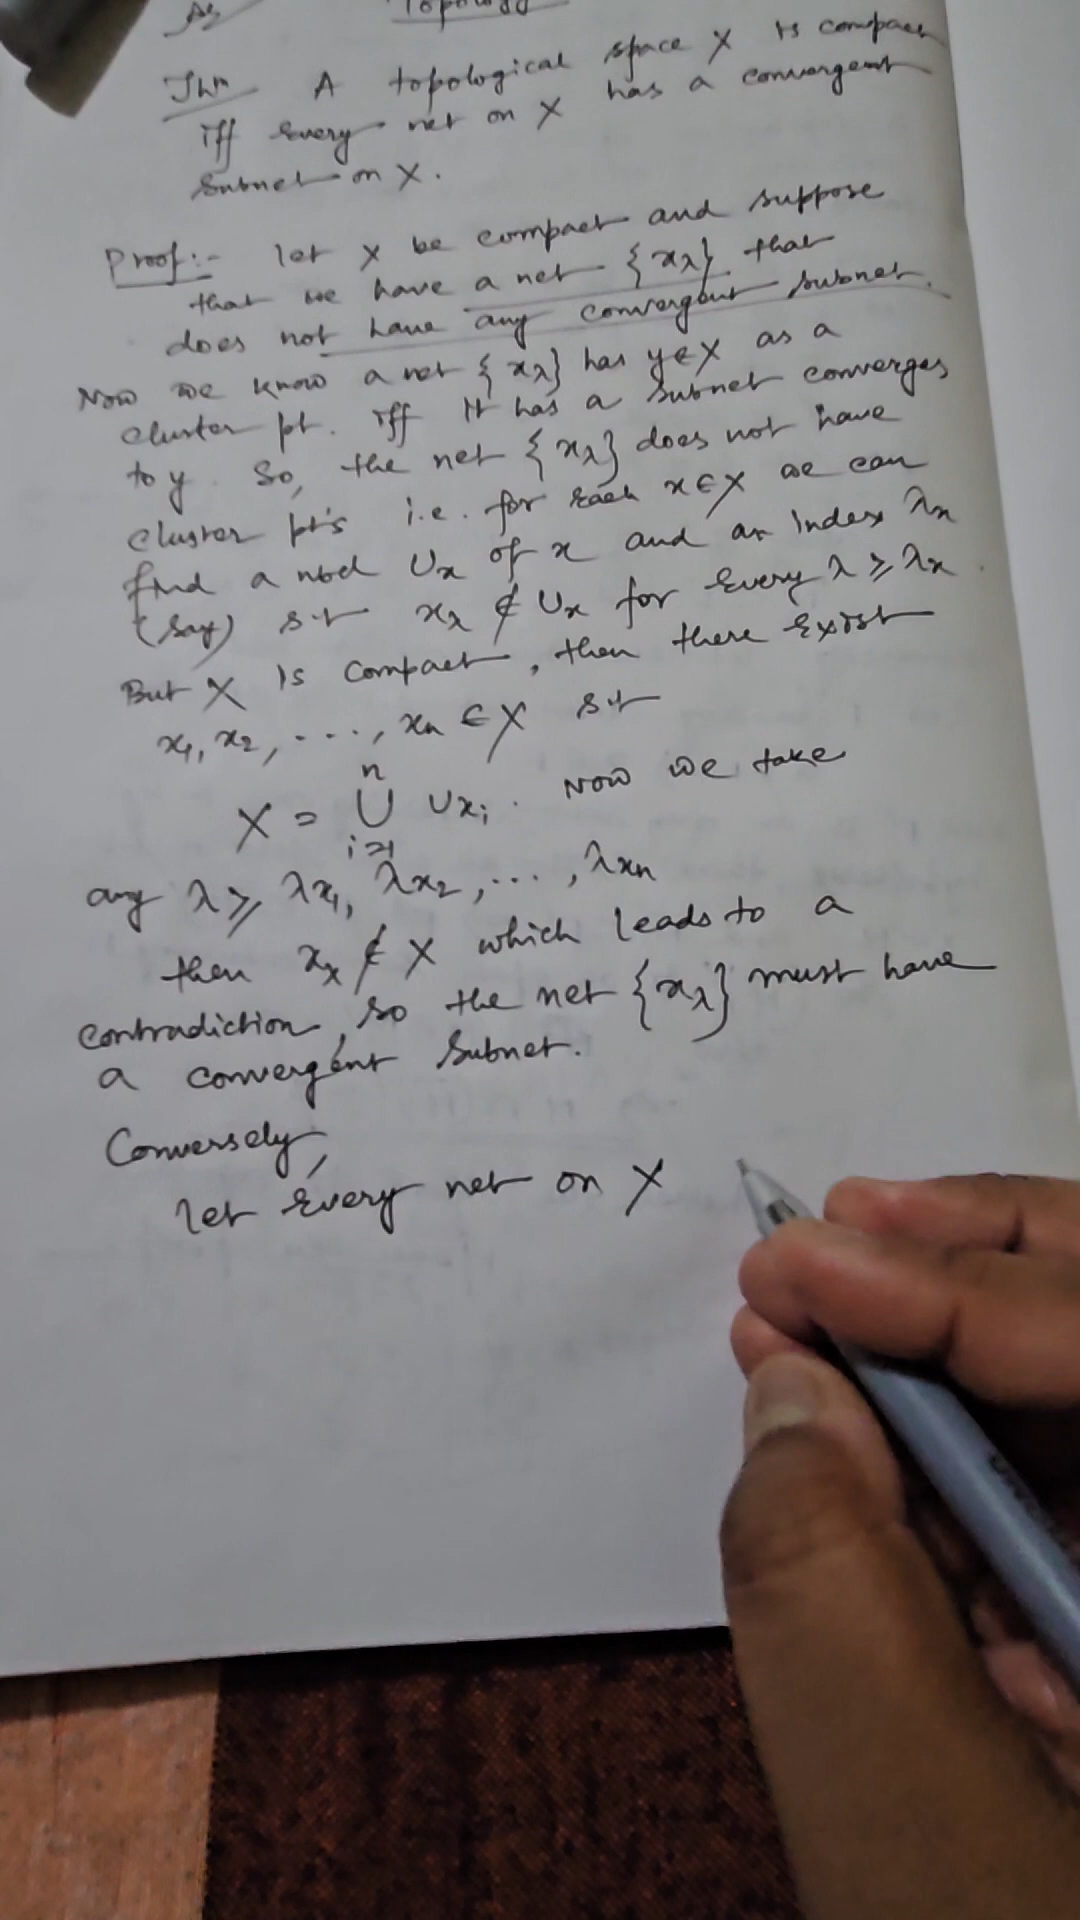 Topology
Thm A topological space X is compact
iff every net on X has a convergent
subnet on X.
Proof:- let X be compact and suppose
that we have a net {xλ} that
does not have any convergent subnet.
Now we know a net {xλ} has y∈X as a
cluster pt. iff it has a subnet converges
to y. So, the net {xλ} does not have
cluster pt's i.e. for each x∈X we can
find a nbd Ux of x and an index λx
(say) s.t xλ ∉ Ux for every λ ≥ λx.
But X is compact, then there exist
x1, x2, ..., xn ∈ X s.t
X = ⋃ⁿᵢ₌₁ Uxi. Now we take
any λ ≥ λx1, λx2, ..., λxn
then xλ ∉ X which leads to a
contradiction, so the net {xλ} must have
a convergent subnet.
Conversely,
let every net on X